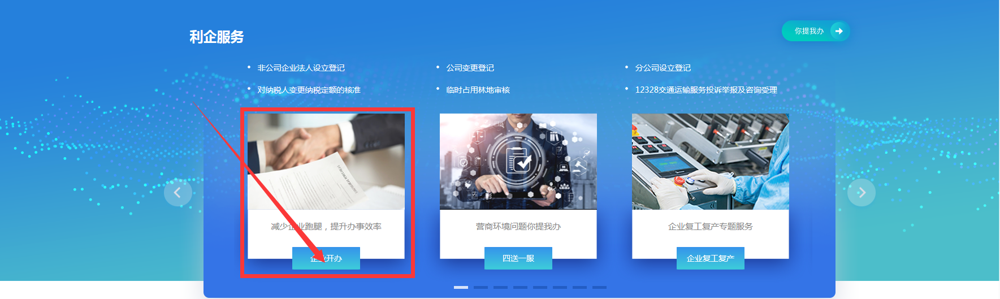 利企服务
你提我办
非公司企业法人设立登记
公司变更登记
分公司设立登记
对纳税人变更纳税定额的核准
临时占用林地审核
12328交通运输服务投诉举报及咨询受理
减少企业跑腿，提升办事效率
营商环境问题你提我办
企业复工复产专题服务
企业开办
四送一服
企业复工复产